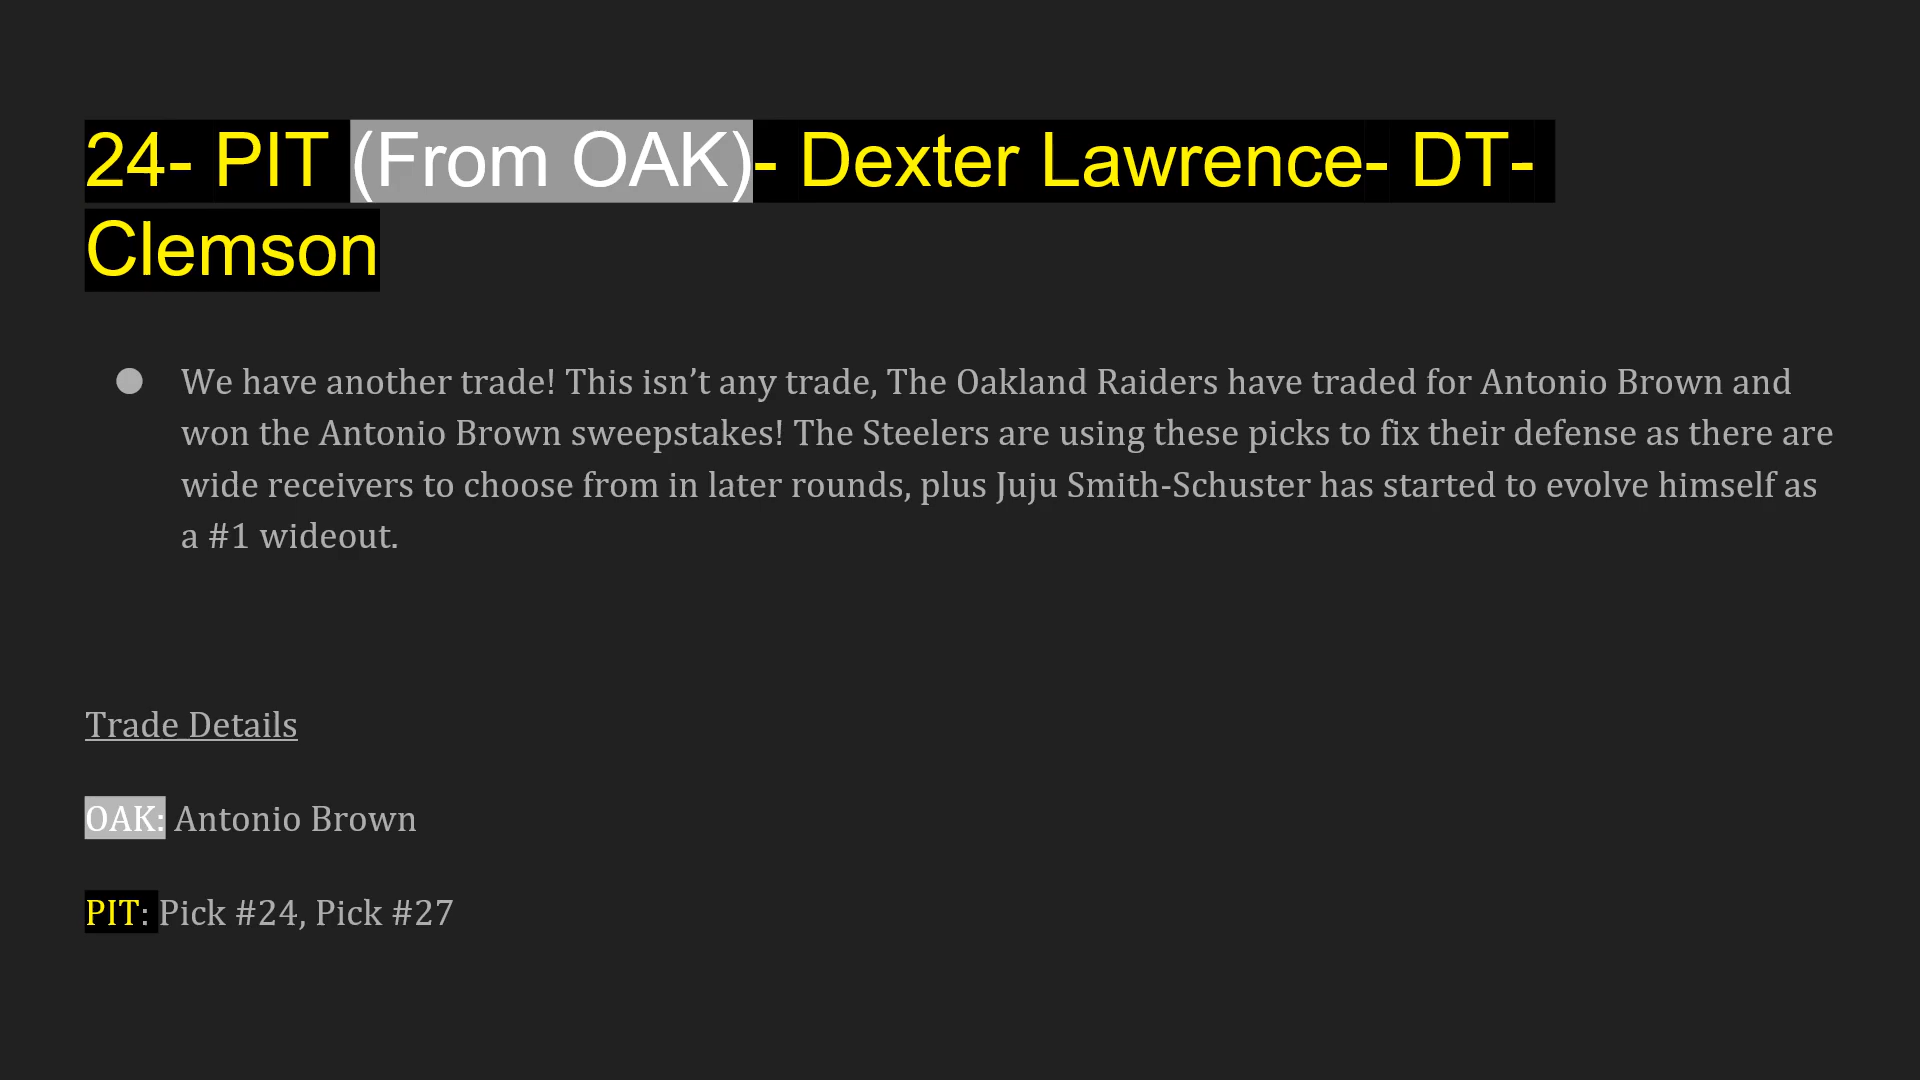 24- PIT (From OAK)- Dexter Lawrence- DT-
Clemson
● We have another trade! This isn’t any trade, The Oakland Raiders have traded for Antonio Brown and
won the Antonio Brown sweepstakes! The Steelers are using these picks to fix their defense as there are
wide receivers to choose from in later rounds, plus Juju Smith-Schuster has started to evolve himself as
a #1 wideout.
Trade Details
OAK: Antonio Brown
PIT: Pick #24, Pick #27